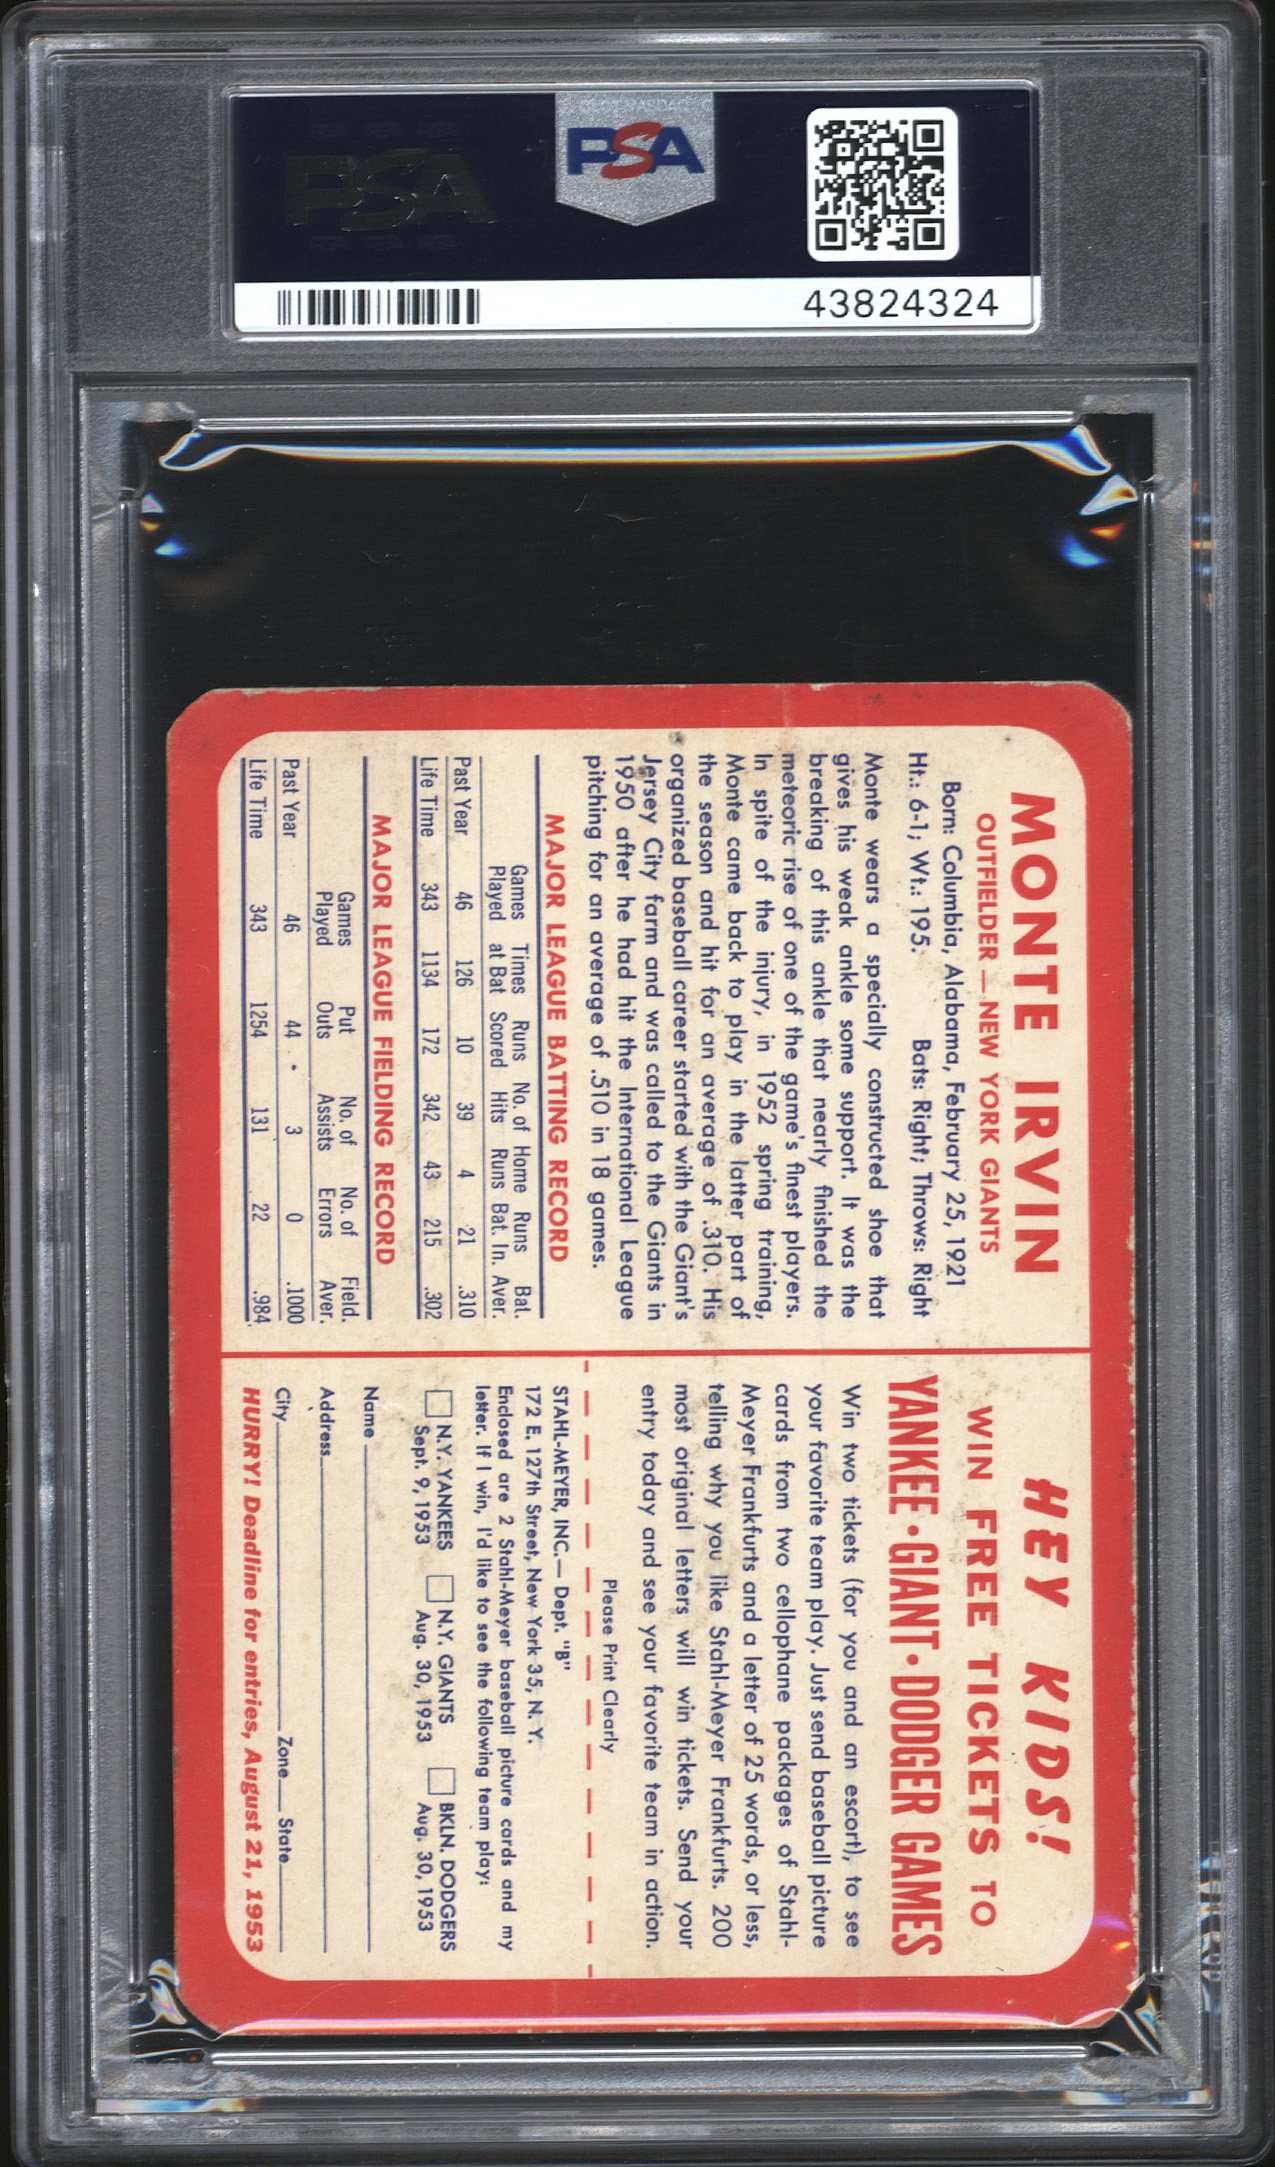 PSA
PSA
43824324
MONTE IRVIN
OUTFIELDER — NEW YORK GIANTS
Born: Columbia, Alabama, February 25, 1921
Ht.: 6-1; Wt.: 195. Bats: Right; Throws: Right
Monte wears a specially constructed shoe that
gives his weak ankle some support. It was the
breaking of this ankle that nearly finished the
meteoric rise of one of the game's finest players.
In spite of the injury, in 1952 spring training,
Monte came back to play in the latter part of
the season and hit for an average of .310. His
organized baseball career started with the Giant's
Jersey City farm and was called to the Giants in
1950 after he had hit the International League
pitching for an average of .510 in 18 games.
MAJOR LEAGUE BATTING RECORD
Games Times Runs No. of Home Runs Bat.
Played at Bat Scored Hits Runs Bat. In. Aver.
Past Year 46 126 10 39 4 21 .310
Life Time 343 1134 172 342 43 215 .302
MAJOR LEAGUE FIELDING RECORD
Games Put No. of No. of Field.
Played Outs Assists Errors Aver.
Past Year 46 44 3 0 .1000
Life Time 343 1254 131 22 .984
HEY KIDS!
WIN FREE TICKETS TO
YANKEE • GIANT • DODGER GAMES
Win two tickets (for you and an escort), to see
your favorite team play. Just send baseball picture
cards from two cellophane packages of Stahl-
Meyer Frankfurts and a letter of 25 words, or less,
telling why you like Stahl-Meyer Frankfurts. 200
most original letters will win tickets. Send your
entry today and see your favorite team in action.
Please Print Clearly
STAHL-MEYER, INC.— Dept. "B"
172 E. 127th Street, New York 35, N. Y.
Enclosed are 2 Stahl-Meyer baseball picture cards and my
letter. If I win, I'd like to see the following team play:
N.Y. YANKEES N.Y. GIANTS BKLN. DODGERS
Sept. 9, 1953 Aug. 30, 1953 Aug. 30, 1953
Name
Address
City Zone State
HURRY! Deadline for entries, August 21, 1953